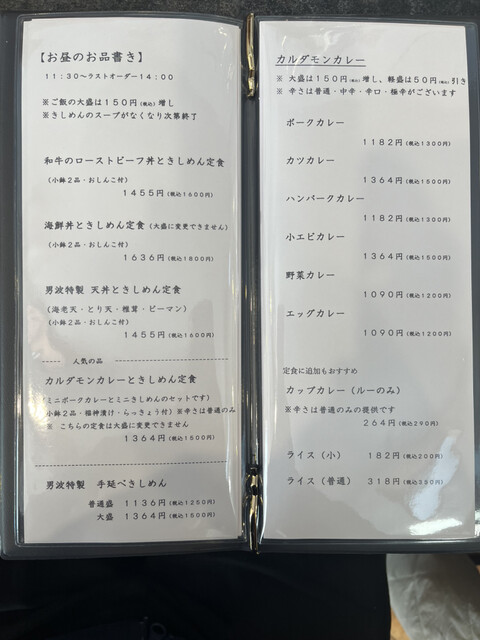 【お昼のお品書き】
11:30～ラストオーダー14:00
※ご飯の大盛は150円(税込)増し
※きしめんのスープがなくなり次第終了
和牛のローストビーフ丼ときしめん定食
(小鉢2品・おしんこ付)
1455円(税込1600円)
海鮮丼ときしめん定食(大盛に変更できません)
(小鉢2品・おしんこ付)
1636円(税込1800円)
男波特製 天丼ときしめん定食
(海老天・とり天・椎茸・ピーマン)
(小鉢2品・おしんこ付)
1455円(税込1600円)
人気の品
カルダモンカレーときしめん定食
(ミニポークカレーとミニきしめんのセットです)
小鉢2品・福神漬け・らっきょう付)※辛さは普通のみ
※ こちらの定食は大盛に変更できません
1364円(税込1500円)
男波特製 手延べきしめん
普通盛 1136円(税込1250円)
大盛 1364円(税込1500円)
カルダモンカレー
※ 大盛は150円(税込)増し、軽盛は50円(税込)引き
※ 辛さは普通・中辛・辛口・極辛がございます
ポークカレー
1182円(税込1300円)
カツカレー
1364円(税込1500円)
ハンバークカレー
1182円(税込1300円)
小エビカレー
1364円(税込1500円)
野菜カレー
1090円(税込1200円)
エッグカレー
1090円(税込1200円)
定食に追加もおすすめ
カップカレー(ルーのみ)
※辛さは普通のみの提供です
264円(税込290円)
ライス(小) 182円(税込200円)
ライス(普通) 318円(税込350円)